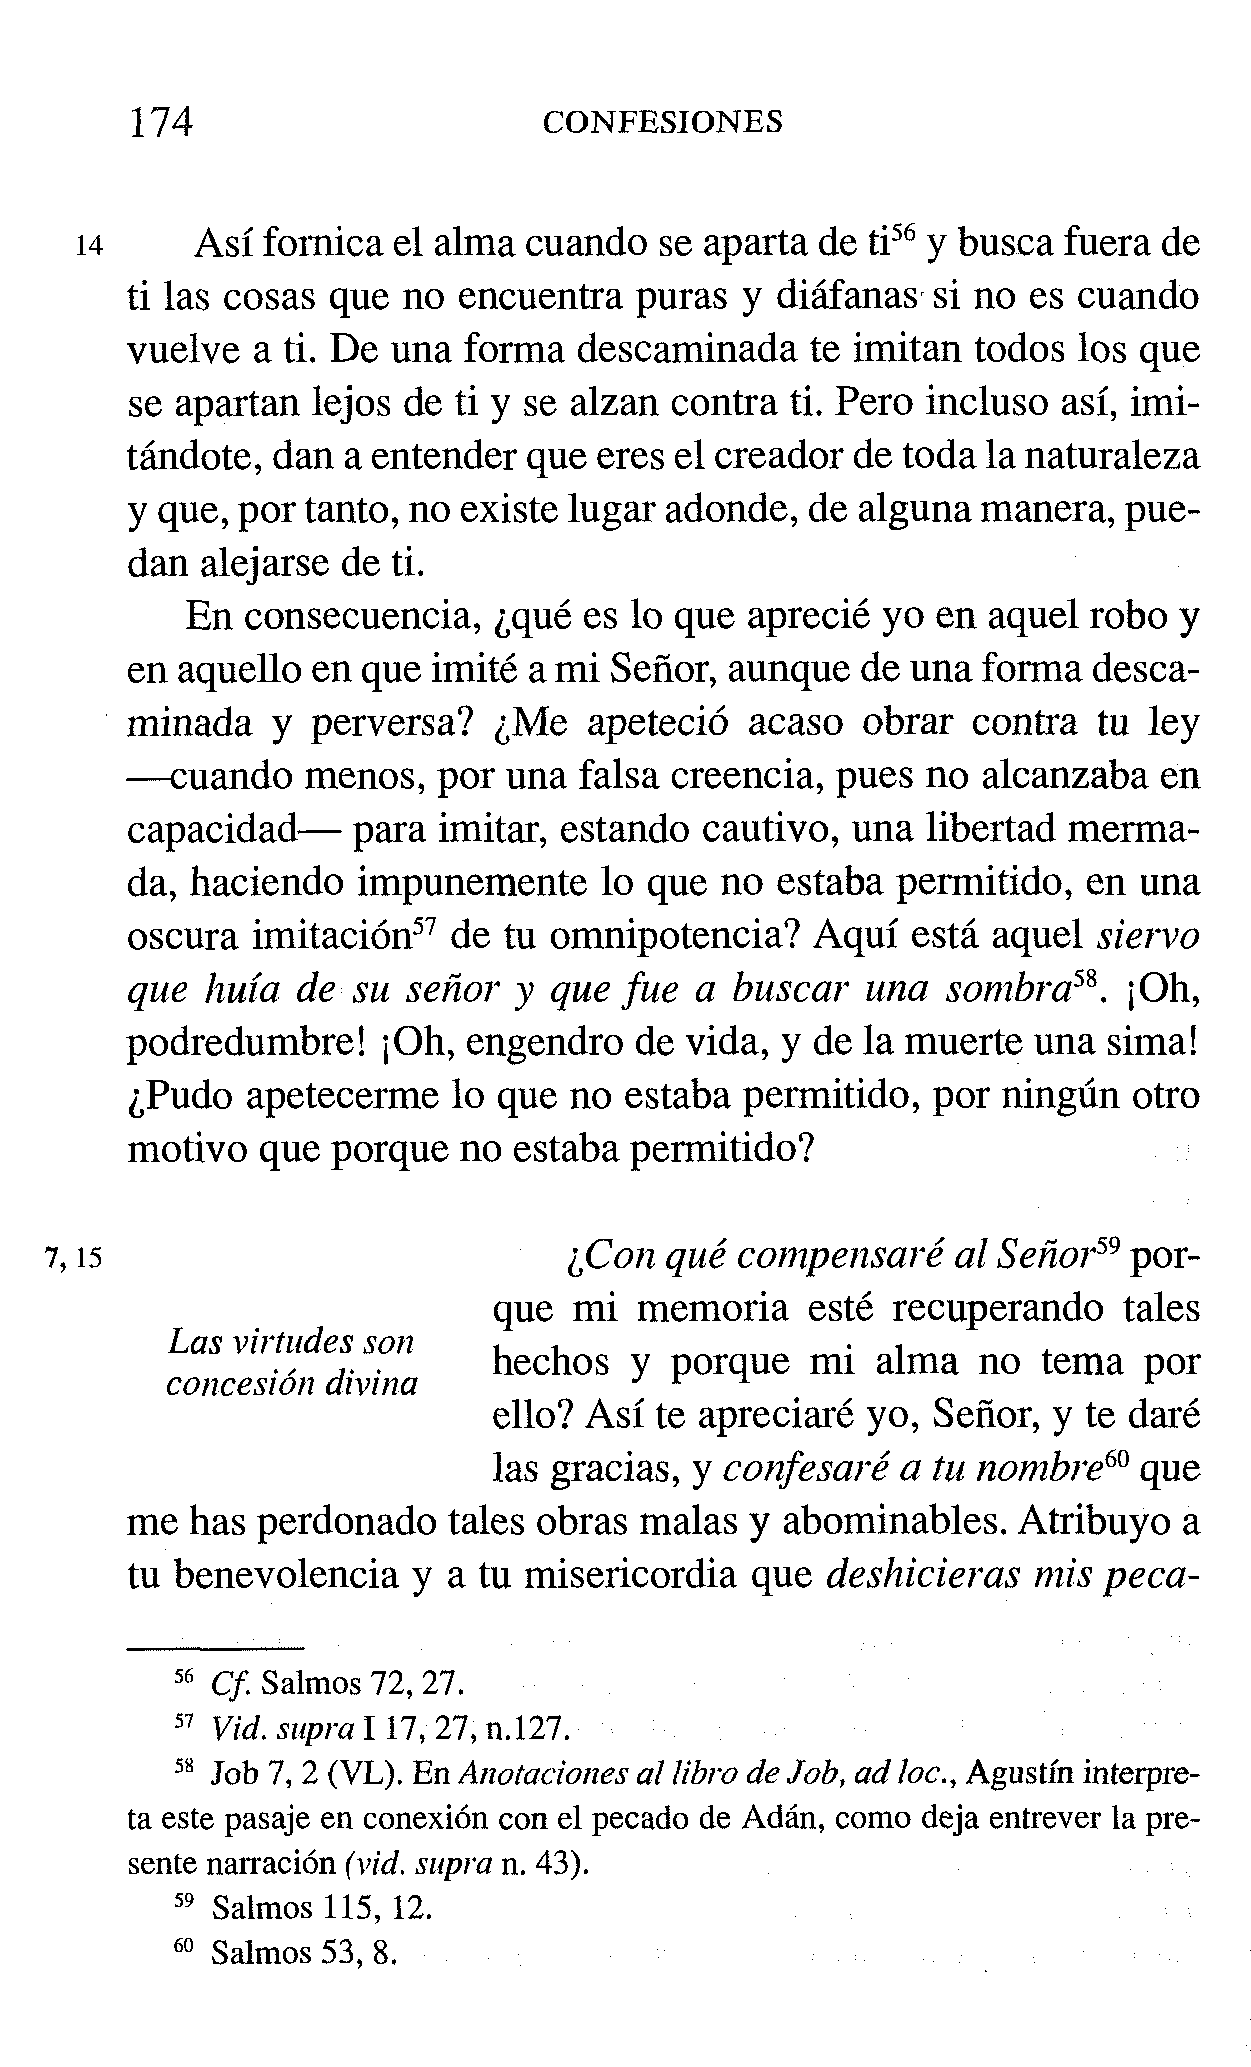 174 CONFESIONES
14 Así fornica el alma cuando se aparta de ti⁵⁶ y busca fuera de
ti las cosas que no encuentra puras y diáfanas si no es cuando
vuelve a ti. De una forma descaminada te imitan todos los que
se apartan lejos de ti y se alzan contra ti. Pero incluso así, imi-
tándote, dan a entender que eres el creador de toda la naturaleza
y que, por tanto, no existe lugar adonde, de alguna manera, pue-
dan alejarse de ti.
En consecuencia, ¿qué es lo que aprecié yo en aquel robo y
en aquello en que imité a mi Señor, aunque de una forma desca-
minada y perversa? ¿Me apeteció acaso obrar contra tu ley
—cuando menos, por una falsa creencia, pues no alcanzaba en
capacidad— para imitar, estando cautivo, una libertad merma-
da, haciendo impunemente lo que no estaba permitido, en una
oscura imitación⁵⁷ de tu omnipotencia? Aquí está aquel siervo
que huía de su señor y que fue a buscar una sombra⁵⁸. ¡Oh,
podredumbre! ¡Oh, engendro de vida, y de la muerte una sima!
¿Pudo apetecerme lo que no estaba permitido, por ningún otro
motivo que porque no estaba permitido?
7, 15 ¿Con qué compensaré al Señor⁵⁹ por-
que mi memoria esté recuperando tales
Las virtudes son
concesión divina
hechos y porque mi alma no tema por
ello? Así te apreciaré yo, Señor, y te daré
las gracias, y confesaré a tu nombre⁶⁰ que
me has perdonado tales obras malas y abominables. Atribuyo a
tu benevolencia y a tu misericordia que deshicieras mis peca-
⁵⁶ Cf. Salmos 72, 27.
⁵⁷ Vid. supra I 17, 27, n.127.
⁵⁸ Job 7, 2 (VL). En Anotaciones al libro de Job, ad loc., Agustín interpre-
ta este pasaje en conexión con el pecado de Adán, como deja entrever la pre-
sente narración (vid. supra n. 43).
⁵⁹ Salmos 115, 12.
⁶⁰ Salmos 53, 8.